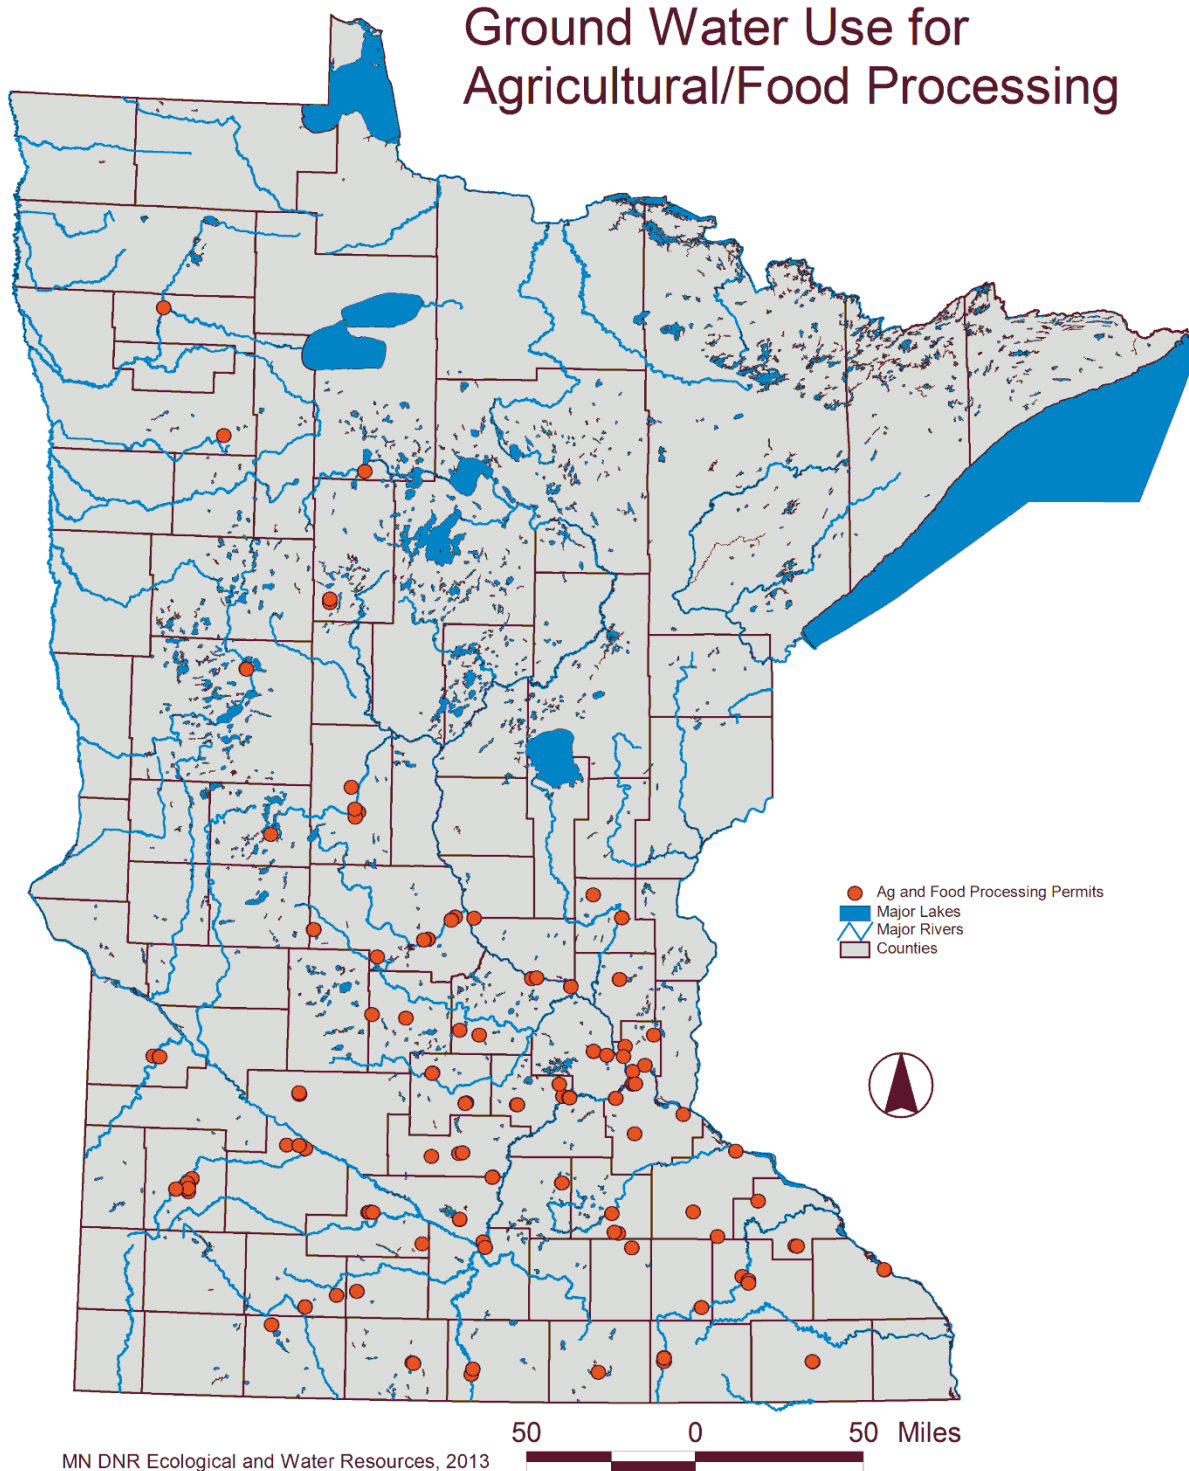 Ground Water Use for
Agricultural/Food Processing
Ag and Food Processing Permits
Major Lakes
Major Rivers
Counties
50 0 50 Miles
MN DNR Ecological and Water Resources, 2013